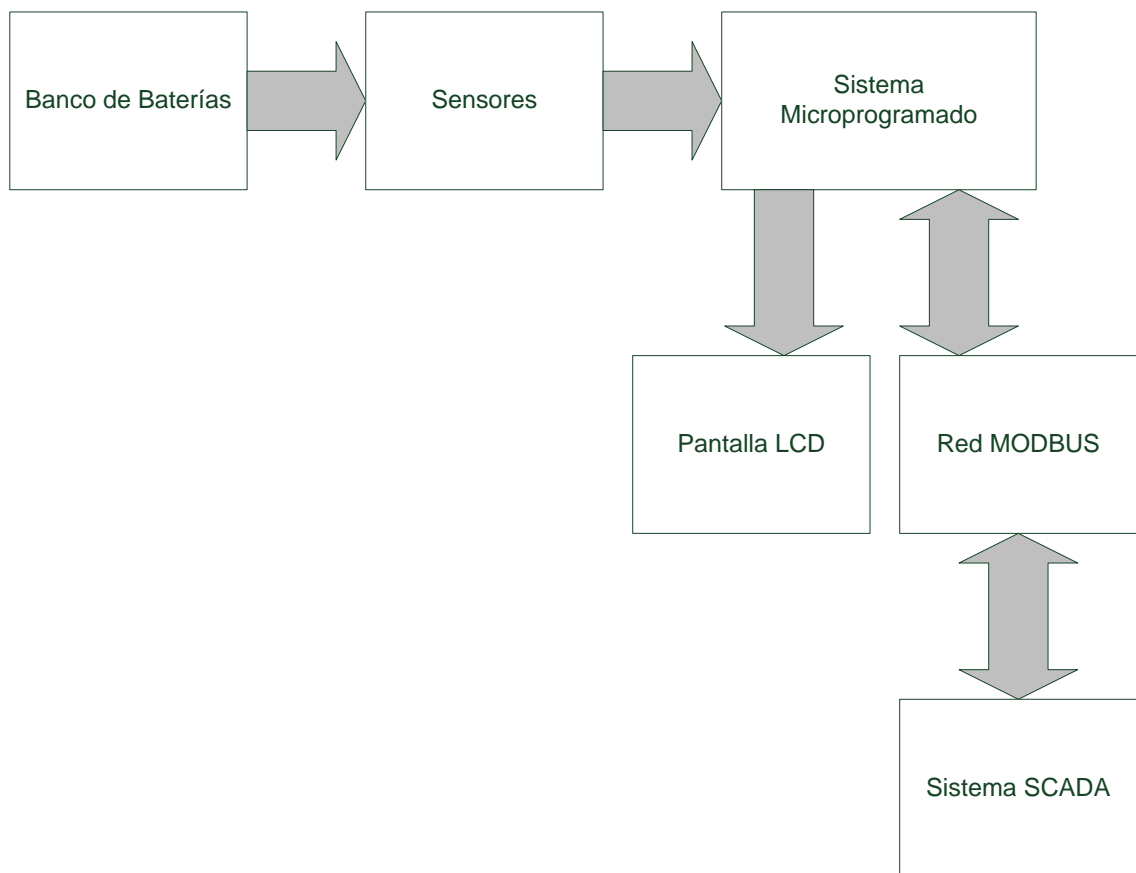 Banco de Baterías
Sensores
Sistema
Microprogramado
Pantalla LCD
Red MODBUS
Sistema SCADA